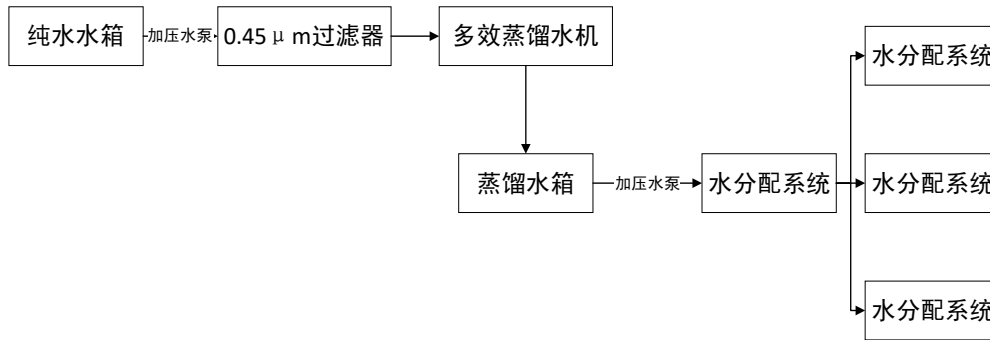 纯水水箱
加压水泵
0.45μm过滤器
多效蒸馏水机
水分配系统
蒸馏水箱
加压水泵
水分配系统
水分配系统
水分配系统